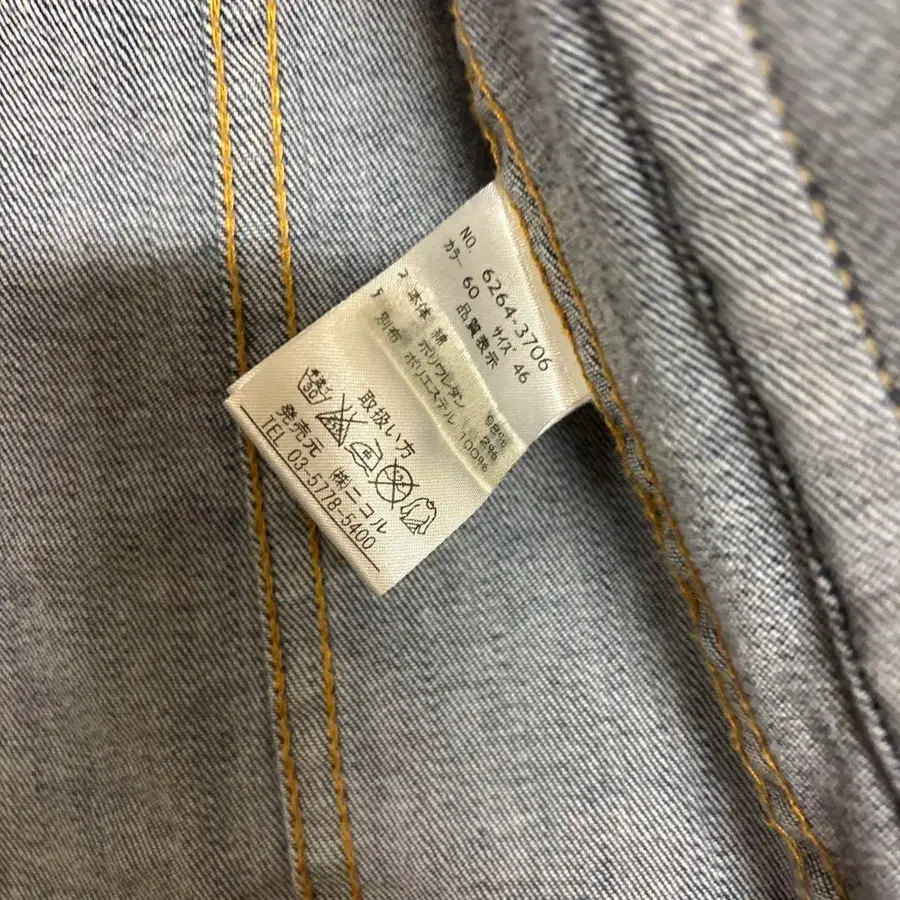 NO. 6264-3706
カラー 60 サイズ 46
品質表示
本体 綿 98%
ポリウレタン 2%
別布 ポリエステル 100%
取扱い方
発売元 ㈱ニコル
TEL 03-5778-5400